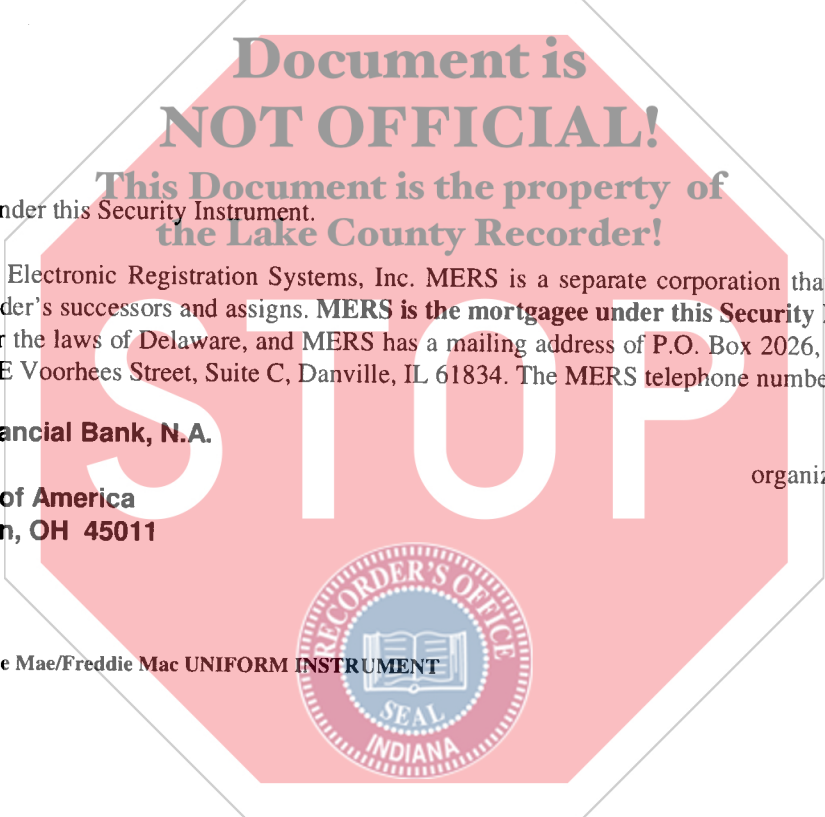 Document is
NOT OFFICIAL!
This Document is the property of
nder this Security Instrument.
the Lake County Recorder!
Electronic Registration Systems, Inc. MERS is a separate corporation tha
der's successors and assigns. MERS is the mortgagee under this Security
r the laws of Delaware, and MERS has a mailing address of P.O. Box 2026,
E Voorhees Street, Suite C, Danville, IL 61834. The MERS telephone numbe
STOP
ancial Bank, N.A.
organiz
of America
n, OH 45011
RECORDER'S OFFICE
e Mae/Freddie Mac UNIFORM INSTRUMENT
SEAL
INDIANA